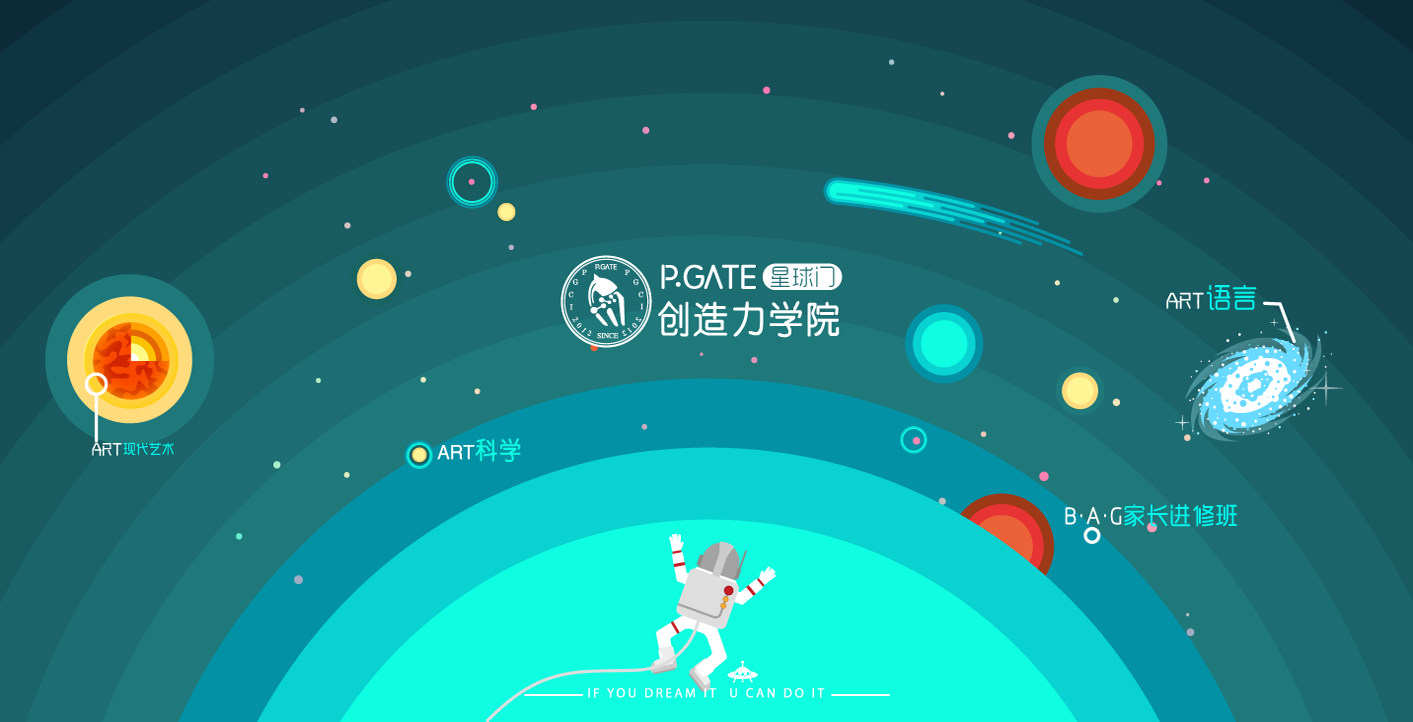 P.GATE 星球门
创造力学院
P.GATE
P G C I 2012 SINCE 2102 I C G P
ART语言
ART现代艺术
ART科学
B·A·G家长进修班
IF YOU DREAM IT U CAN DO IT